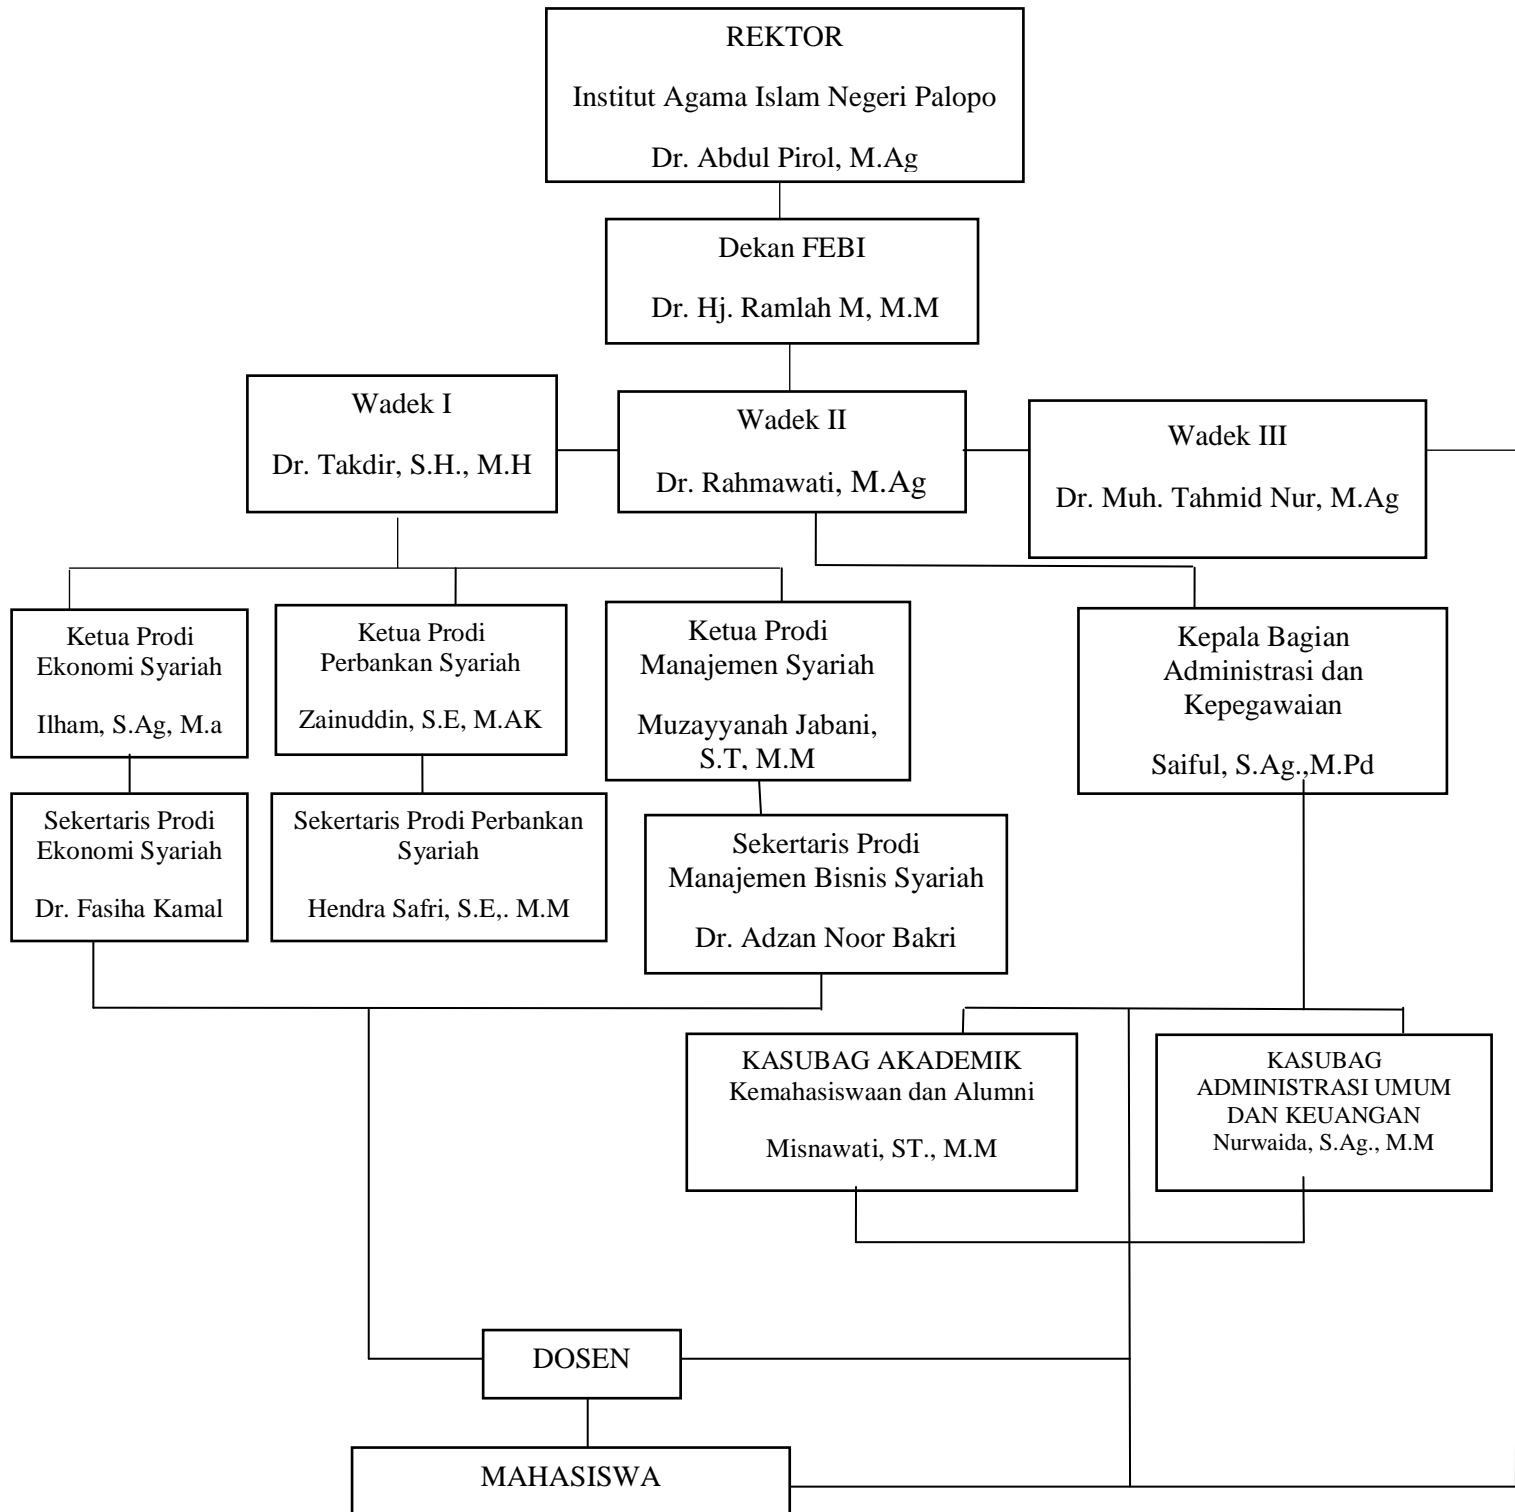 REKTOR
Institut Agama Islam Negeri Palopo
Dr. Abdul Pirol, M.Ag
Dekan FEBI
Dr. Hj. Ramlah M, M.M
Wadek I
Dr. Takdir, S.H., M.H
Wadek II
Dr. Rahmawati, M.Ag
Wadek III
Dr. Muh. Tahmid Nur, M.Ag
Ketua Prodi
Ekonomi Syariah
Ilham, S.Ag, M.a
Ketua Prodi
Perbankan Syariah
Zainuddin, S.E, M.AK
Ketua Prodi
Manajemen Syariah
Muzayyanah Jabani,
S.T, M.M
Kepala Bagian
Administrasi dan
Kepegawaian
Saiful, S.Ag.,M.Pd
Sekertaris Prodi
Ekonomi Syariah
Dr. Fasiha Kamal
Sekertaris Prodi Perbankan
Syariah
Hendra Safri, S.E,. M.M
Sekertaris Prodi
Manajemen Bisnis Syariah
Dr. Adzan Noor Bakri
KASUBAG AKADEMIK
Kemahasiswaan dan Alumni
Misnawati, ST., M.M
KASUBAG
ADMINISTRASI UMUM
DAN KEUANGAN
Nurwaida, S.Ag., M.M
DOSEN
MAHASISWA